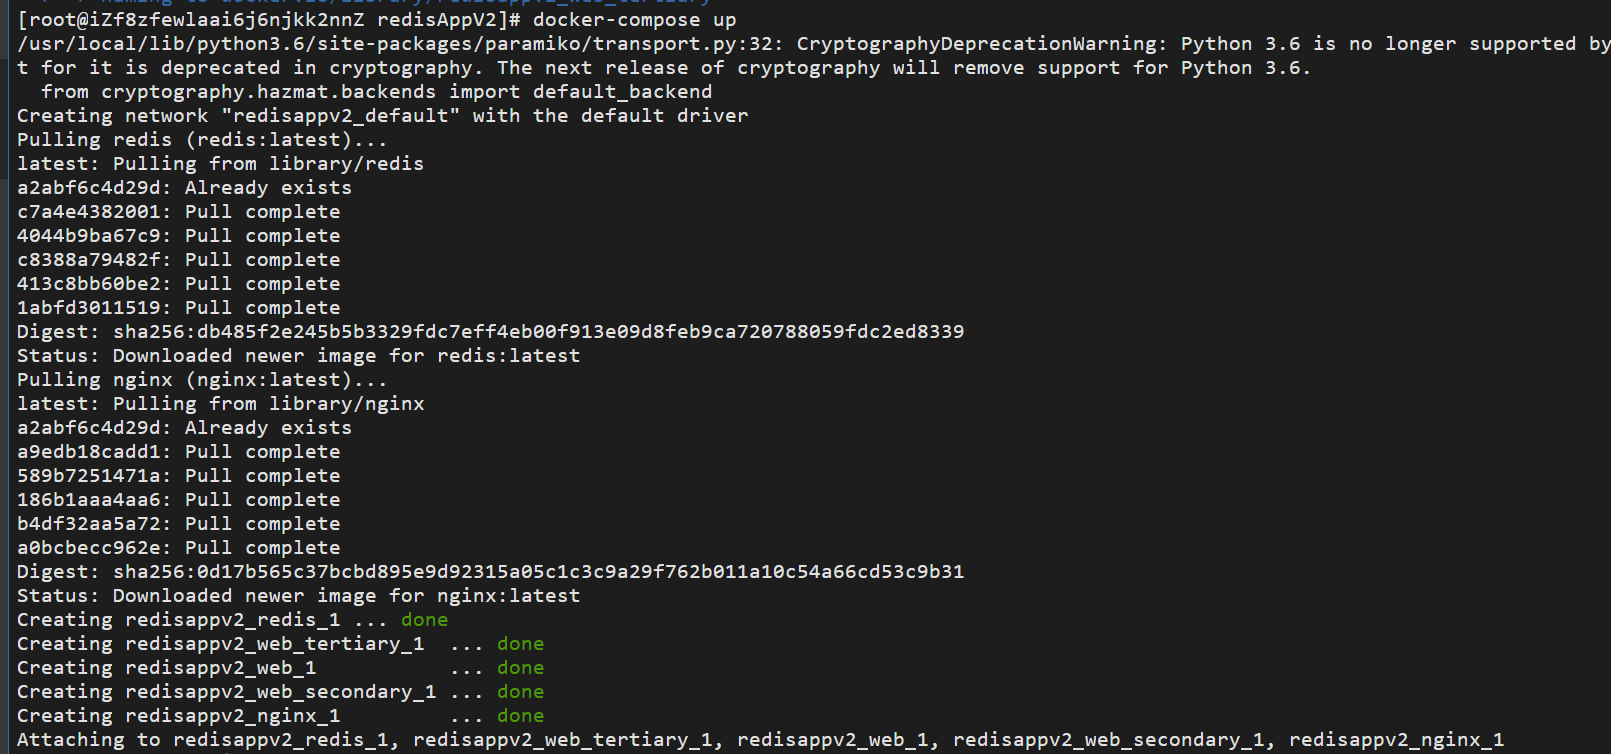 [root@iZf8zfewlaai6j6njkk2nnZ redisAppV2]# docker-compose up
/usr/local/lib/python3.6/site-packages/paramiko/transport.py:32: CryptographyDeprecationWarning: Python 3.6 is no longer supported by
t for it is deprecated in cryptography. The next release of cryptography will remove support for Python 3.6.
  from cryptography.hazmat.backends import default_backend
Creating network "redisappv2_default" with the default driver
Pulling redis (redis:latest)...
latest: Pulling from library/redis
a2abf6c4d29d: Already exists
c7a4e4382001: Pull complete
4044b9ba67c9: Pull complete
c8388a79482f: Pull complete
413c8bb60be2: Pull complete
1abfd3011519: Pull complete
Digest: sha256:db485f2e245b5b3329fdc7eff4eb00f913e09d8feb9ca720788059fdc2ed8339
Status: Downloaded newer image for redis:latest
Pulling nginx (nginx:latest)...
latest: Pulling from library/nginx
a2abf6c4d29d: Already exists
a9edb18cadd1: Pull complete
589b7251471a: Pull complete
186b1aaa4aa6: Pull complete
b4df32aa5a72: Pull complete
a0bcbecc962e: Pull complete
Digest: sha256:0d17b565c37bcbd895e9d92315a05c1c3c9a29f762b011a10c54a66cd53c9b31
Status: Downloaded newer image for nginx:latest
Creating redisappv2_redis_1 ... done
Creating redisappv2_web_tertiary_1  ... done
Creating redisappv2_web_1           ... done
Creating redisappv2_web_secondary_1 ... done
Creating redisappv2_nginx_1         ... done
Attaching to redisappv2_redis_1, redisappv2_web_tertiary_1, redisappv2_web_1, redisappv2_web_secondary_1, redisappv2_nginx_1